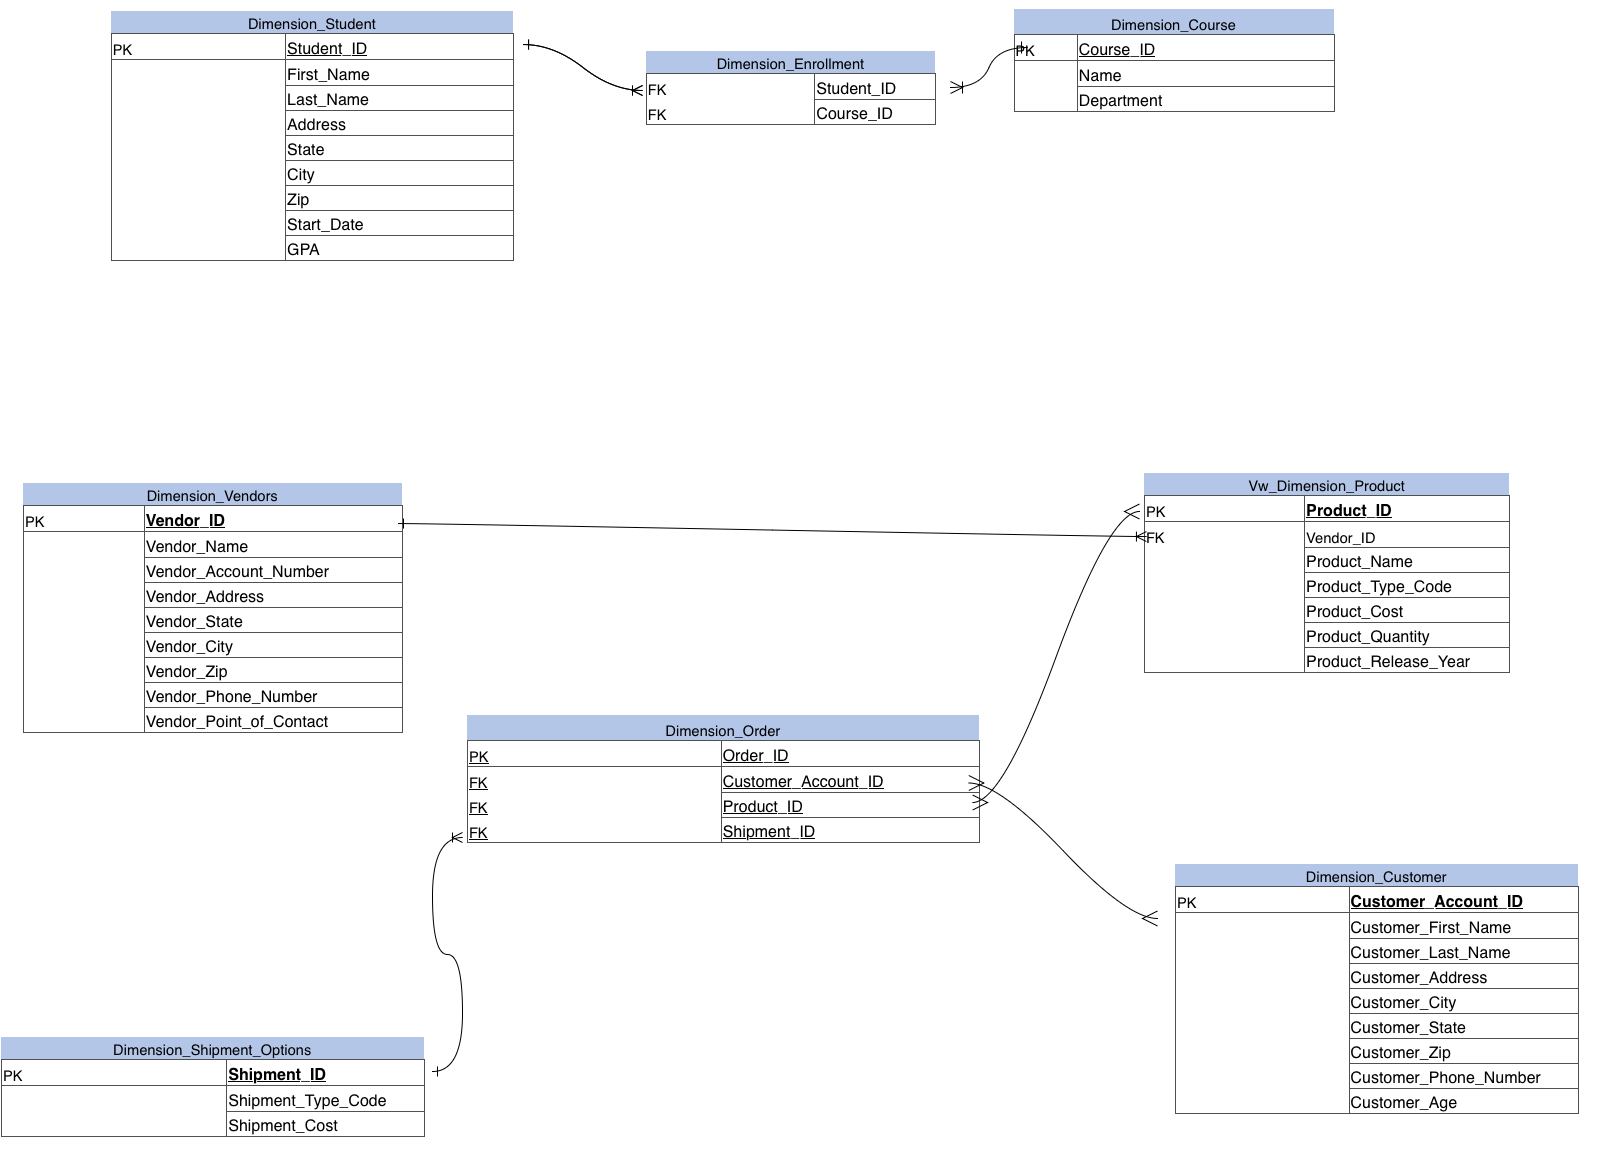 Dimension_Student
PK Student_ID
First_Name
Last_Name
Address
State
City
Zip
Start_Date
GPA
Dimension_Enrollment
FK Student_ID
FK Course_ID
Dimension_Course
PK Course_ID
Name
Department
Dimension_Vendors
PK Vendor_ID
Vendor_Name
Vendor_Account_Number
Vendor_Address
Vendor_State
Vendor_City
Vendor_Zip
Vendor_Phone_Number
Vendor_Point_of_Contact
Vw_Dimension_Product
PK Product_ID
FK Vendor_ID
Product_Name
Product_Type_Code
Product_Cost
Product_Quantity
Product_Release_Year
Dimension_Order
PK Order_ID
FK Customer_Account_ID
FK Product_ID
FK Shipment_ID
Dimension_Customer
PK Customer_Account_ID
Customer_First_Name
Customer_Last_Name
Customer_Address
Customer_City
Customer_State
Customer_Zip
Customer_Phone_Number
Customer_Age
Dimension_Shipment_Options
PK Shipment_ID
Shipment_Type_Code
Shipment_Cost